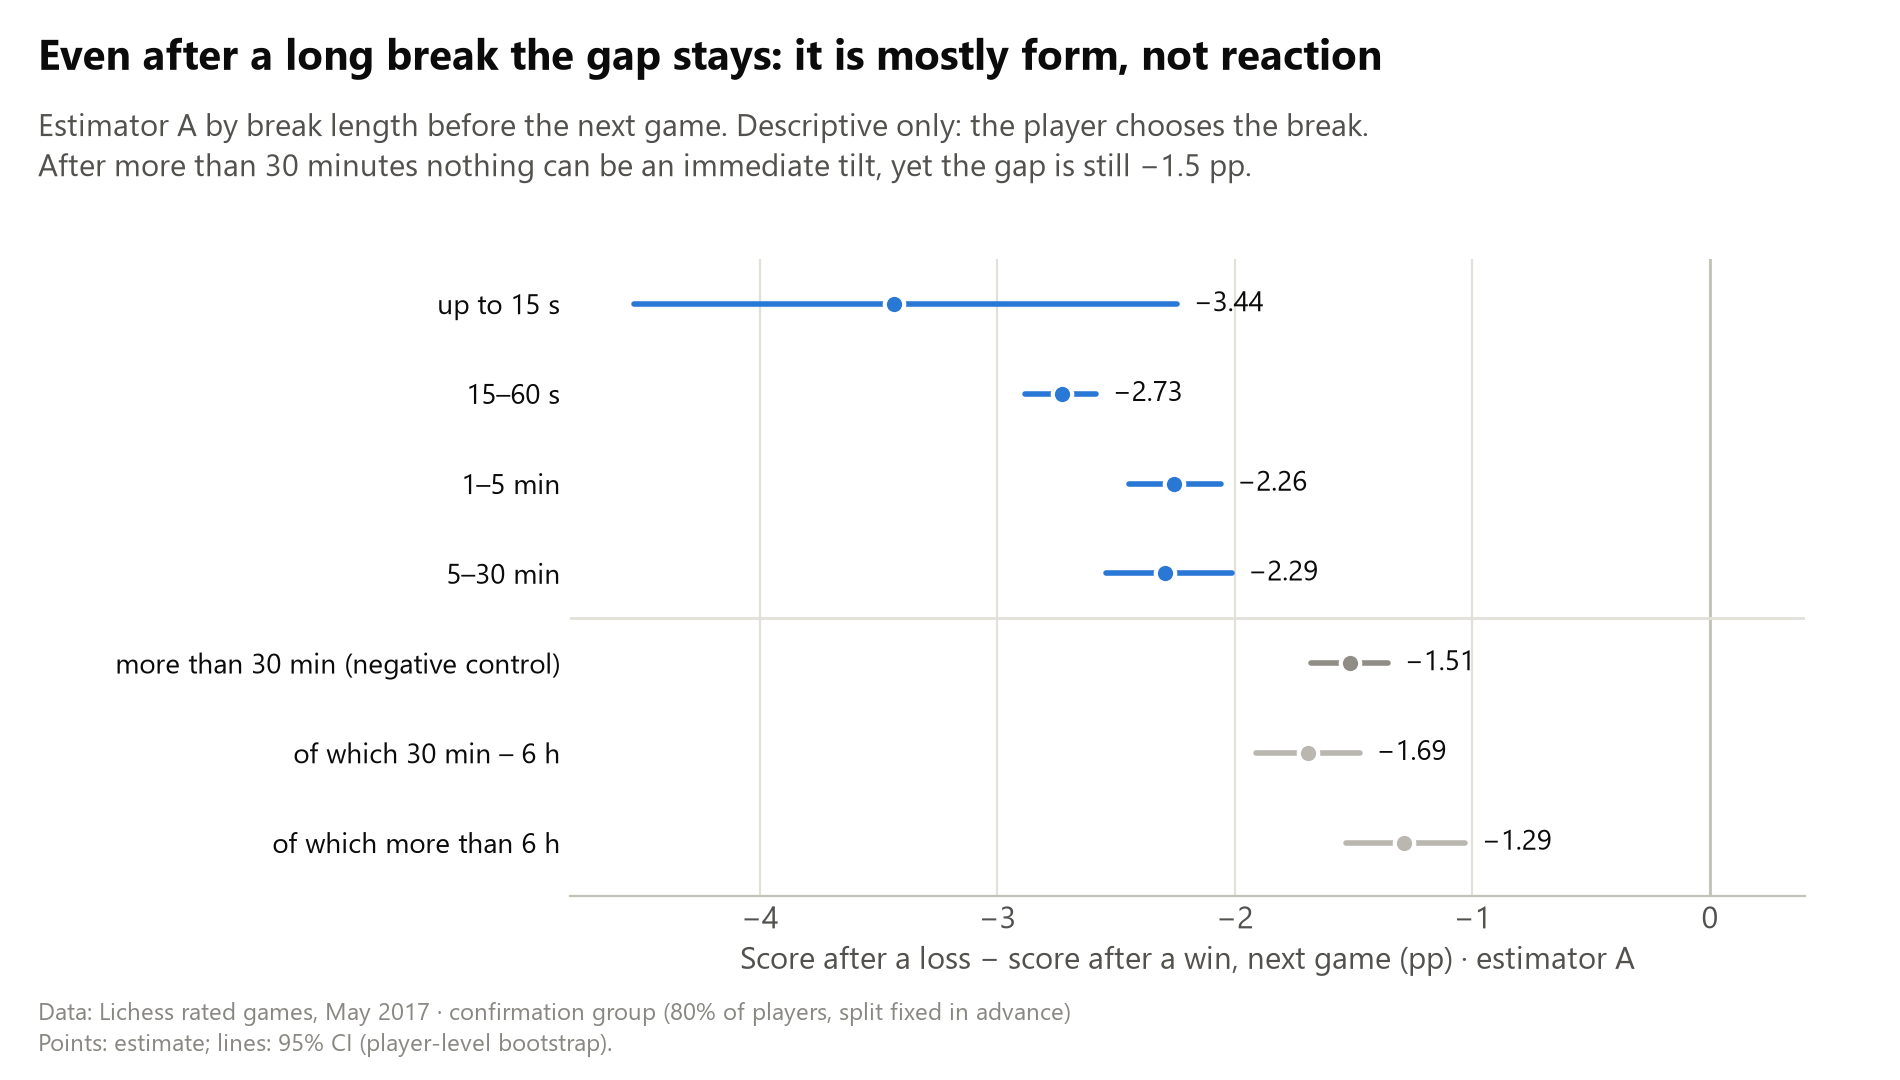 Even after a long break the gap stays: it is mostly form, not reaction
Estimator A by break length before the next game. Descriptive only: the player chooses the break.
After more than 30 minutes nothing can be an immediate tilt, yet the gap is still −1.5 pp.
up to 15 s
−3.44
15–60 s
−2.73
1–5 min
−2.26
5–30 min
−2.29
more than 30 min (negative control)
−1.51
of which 30 min – 6 h
−1.69
of which more than 6 h
−1.29
−4 −3 −2 −1 0
Score after a loss − score after a win, next game (pp) · estimator A
Data: Lichess rated games, May 2017 · confirmation group (80% of players, split fixed in advance)
Points: estimate; lines: 95% CI (player-level bootstrap).